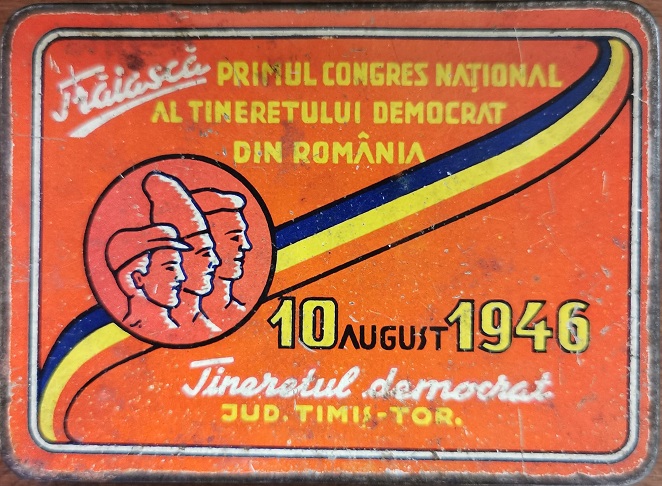 Trăiască PRIMUL CONGRES NAȚIONAL
AL TINERETULUI DEMOCRAT
DIN ROMÂNIA
10 AUGUST 1946
Tineretul democrat
JUD. TIMIȘ-TOR.